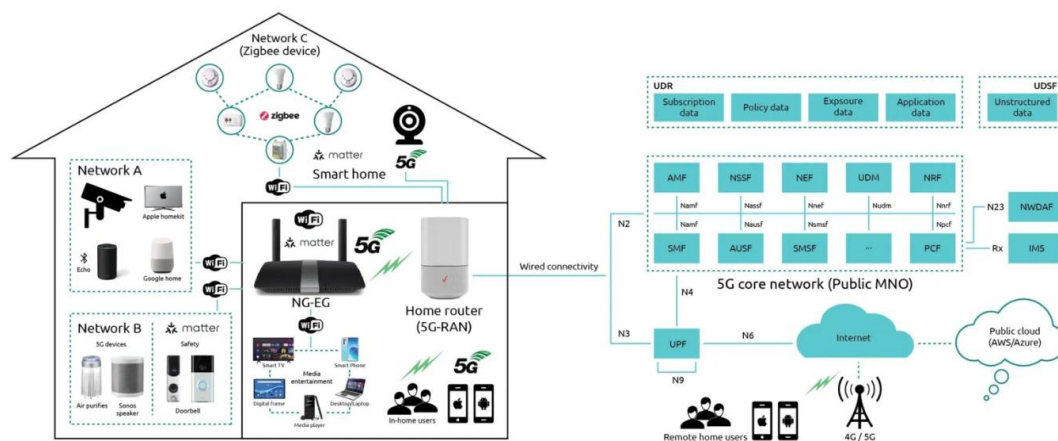 Network C
(Zigbee device)
zigbee
matter
Smart home
5G
WiFi
Network A
Apple homekit
Echo
Google home
WiFi
WiFi
Network B
matter
5G devices
Safety
Air purifies
Sonos
speaker
Doorbell
WiFi
matter
5G
NG-EG
WiFi
Home router
(5G-RAN)
Smart TV
Smart Phone
Media
entertainment
Digital frame
Desktop/Laptop
Media player
5G
In-home users
Wired connectivity
UDR
Subscription
data
Policy data
Expsoure
data
Application
data
UDSF
Unstructured
data
AMF
NSSF
NEF
UDM
NRF
Namf
Nassf
Nnef
Nudm
Nnrf
Namf
Nausf
Nsmsf
Npcf
SMF
AUSF
SMSF
...
PCF
N23
NWDAF
Rx
IMS
N2
5G core network (Public MNO)
N4
N3
UPF
N6
N9
Internet
Public cloud
(AWS/Azure)
Remote home users
4G / 5G